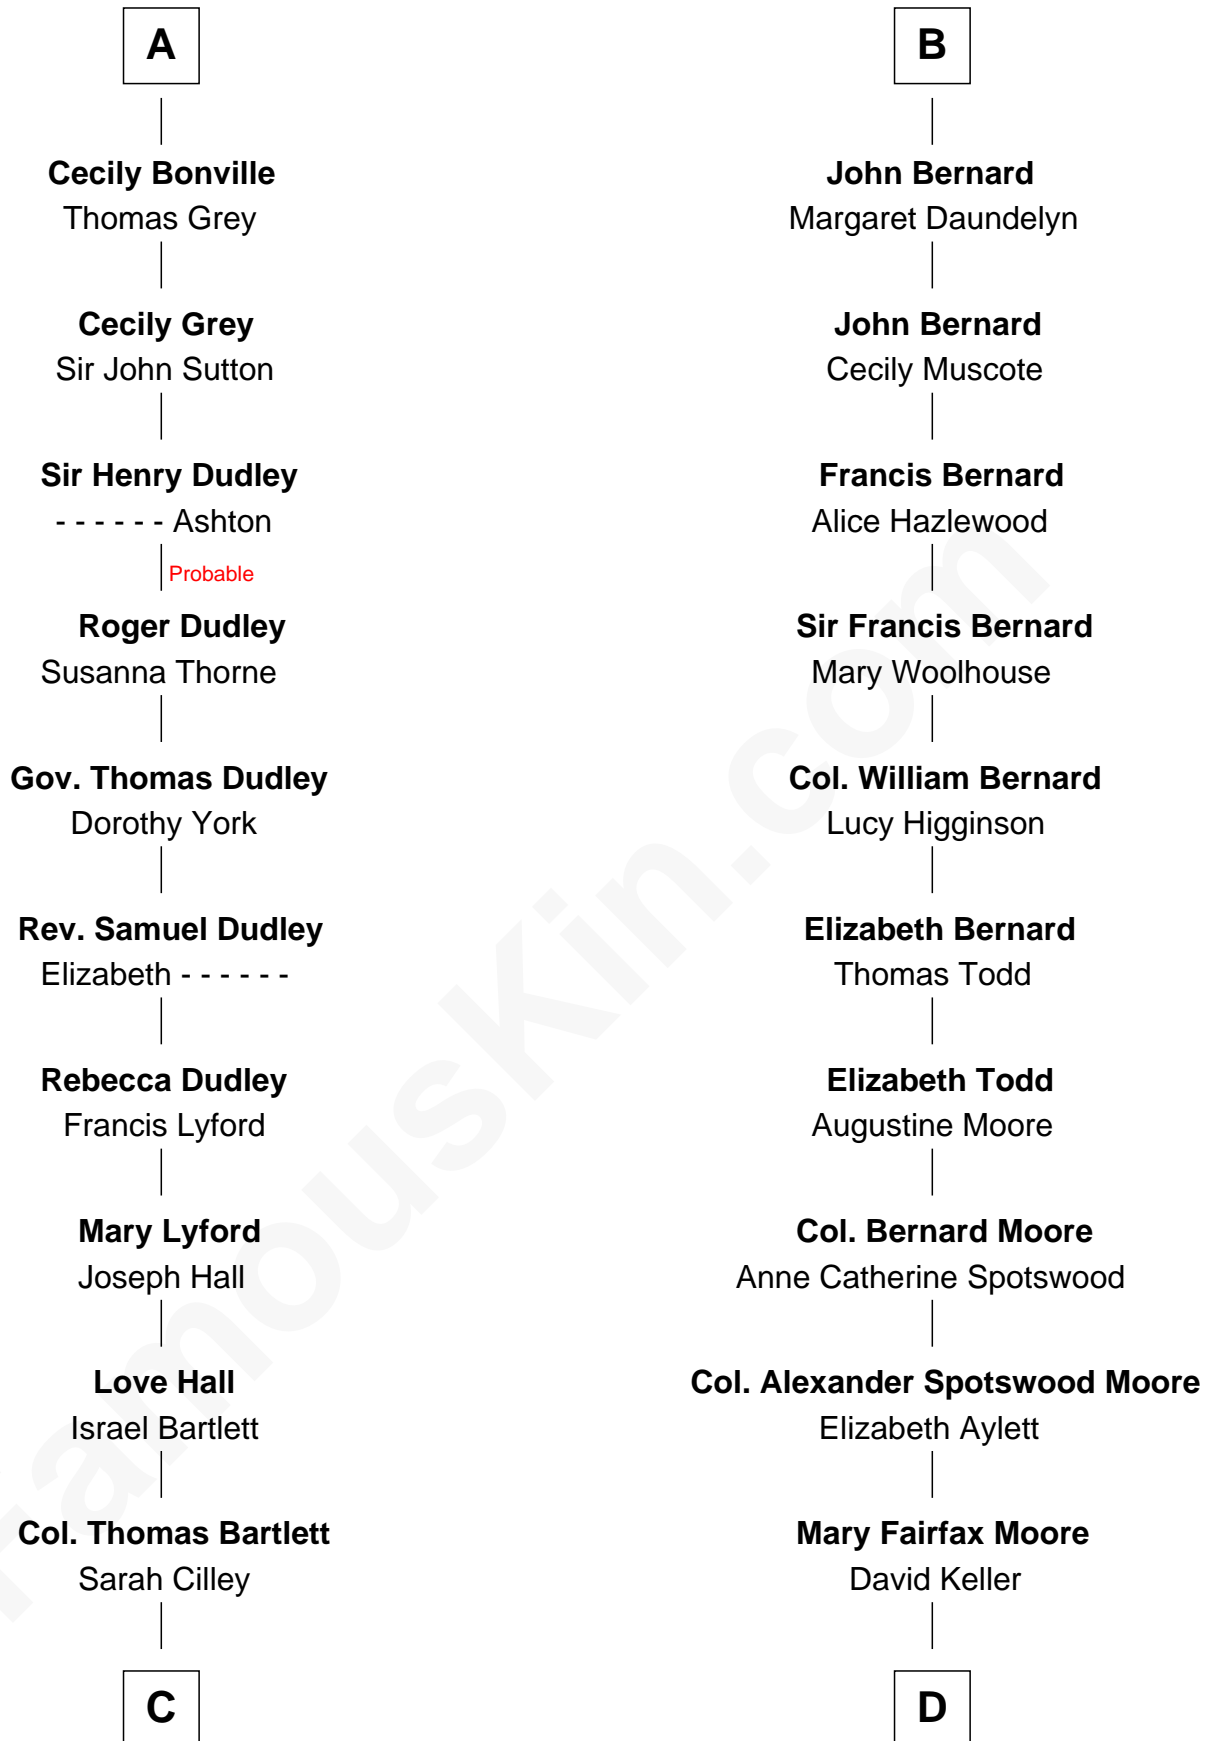 A
Cecily Bonville
Thomas Grey
Cecily Grey
Sir John Sutton
Sir Henry Dudley
- - - - - - Ashton
Probable
Roger Dudley
Susanna Thorne
Gov. Thomas Dudley
Dorothy York
Rev. Samuel Dudley
Elizabeth - - - - - -
Rebecca Dudley
Francis Lyford
Mary Lyford
Joseph Hall
Love Hall
Israel Bartlett
Col. Thomas Bartlett
Sarah Cilley
C
B
John Bernard
Margaret Daundelyn
John Bernard
Cecily Muscote
Francis Bernard
Alice Hazlewood
Sir Francis Bernard
Mary Woolhouse
Col. William Bernard
Lucy Higginson
Elizabeth Bernard
Thomas Todd
Elizabeth Todd
Augustine Moore
Col. Bernard Moore
Anne Catherine Spotswood
Col. Alexander Spotswood Moore
Elizabeth Aylett
Mary Fairfax Moore
David Keller
D
FamousKin.com